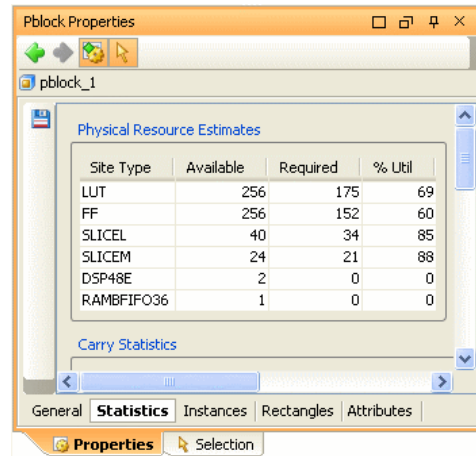 Pblock Properties
pblock_1
Physical Resource Estimates
Site Type Available Required % Util
LUT 256 175 69
FF 256 152 60
SLICEL 40 34 85
SLICEM 24 21 88
DSP48E 2 0 0
RAMBFIFO36 1 0 0
Carry Statistics
General Statistics Instances Rectangles Attributes
Properties Selection